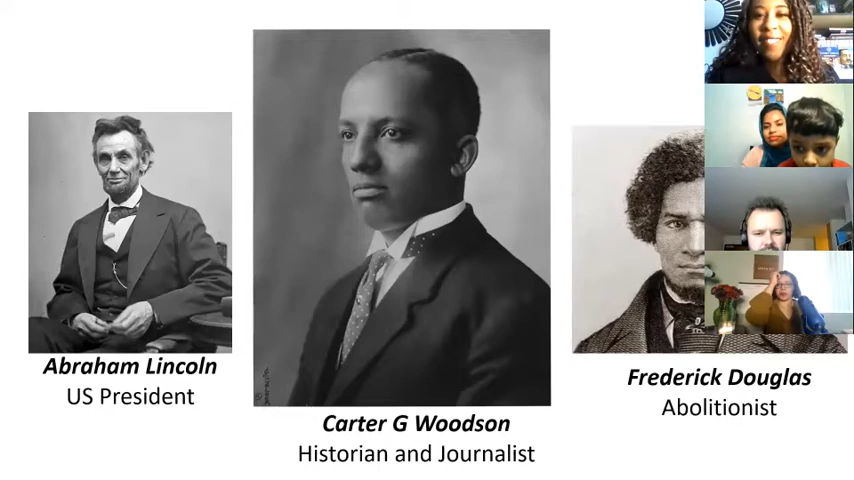 Abraham Lincoln
US President
Carter G Woodson
Historian and Journalist
Frederick Douglas
Abolitionist